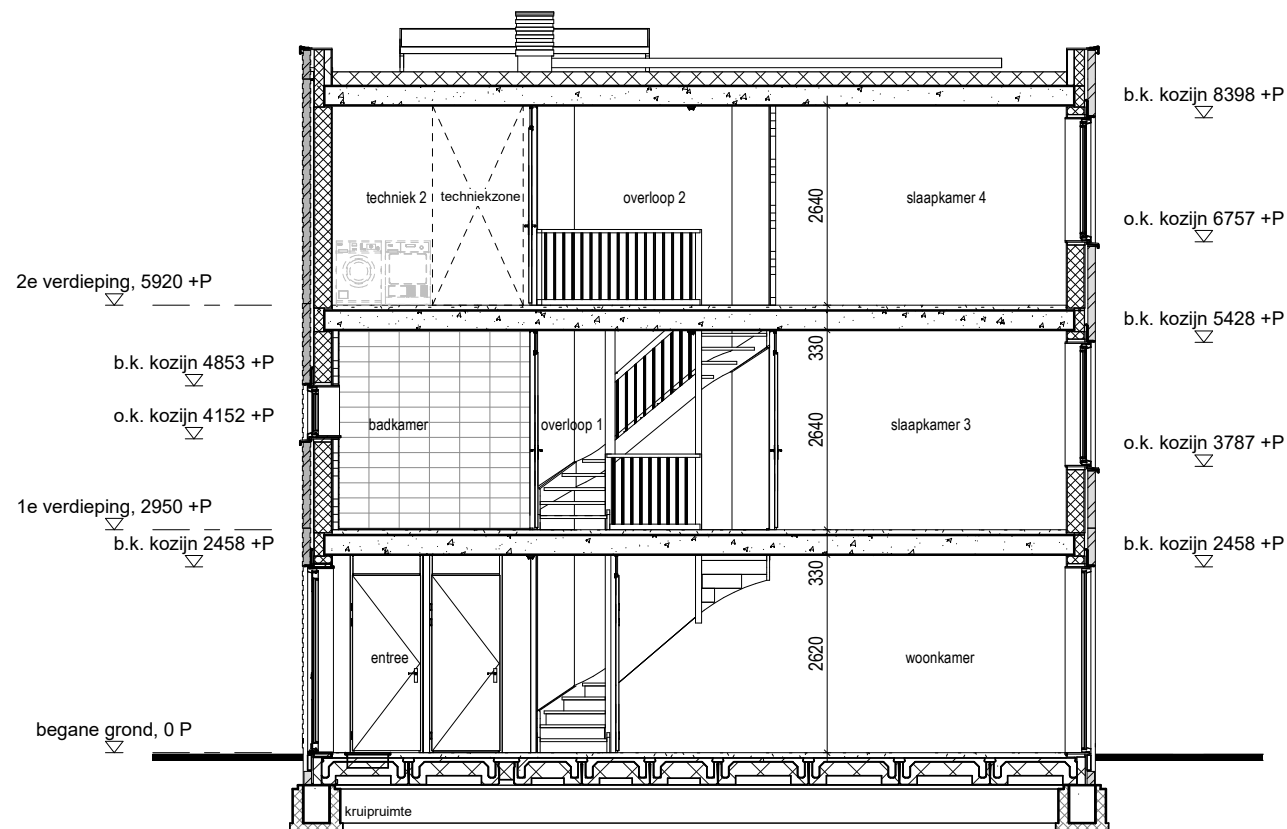 b.k. kozijn 8398 +P
techniek 2
techniekzone
overloop 2
2640
slaapkamer 4
o.k. kozijn 6757 +P
2e verdieping, 5920 +P
b.k. kozijn 5428 +P
330
b.k. kozijn 4853 +P
o.k. kozijn 4152 +P
badkamer
overloop 1
2640
slaapkamer 3
o.k. kozijn 3787 +P
1e verdieping, 2950 +P
b.k. kozijn 2458 +P
b.k. kozijn 2458 +P
330
entree
2620
woonkamer
begane grond, 0 P
kruipruimte